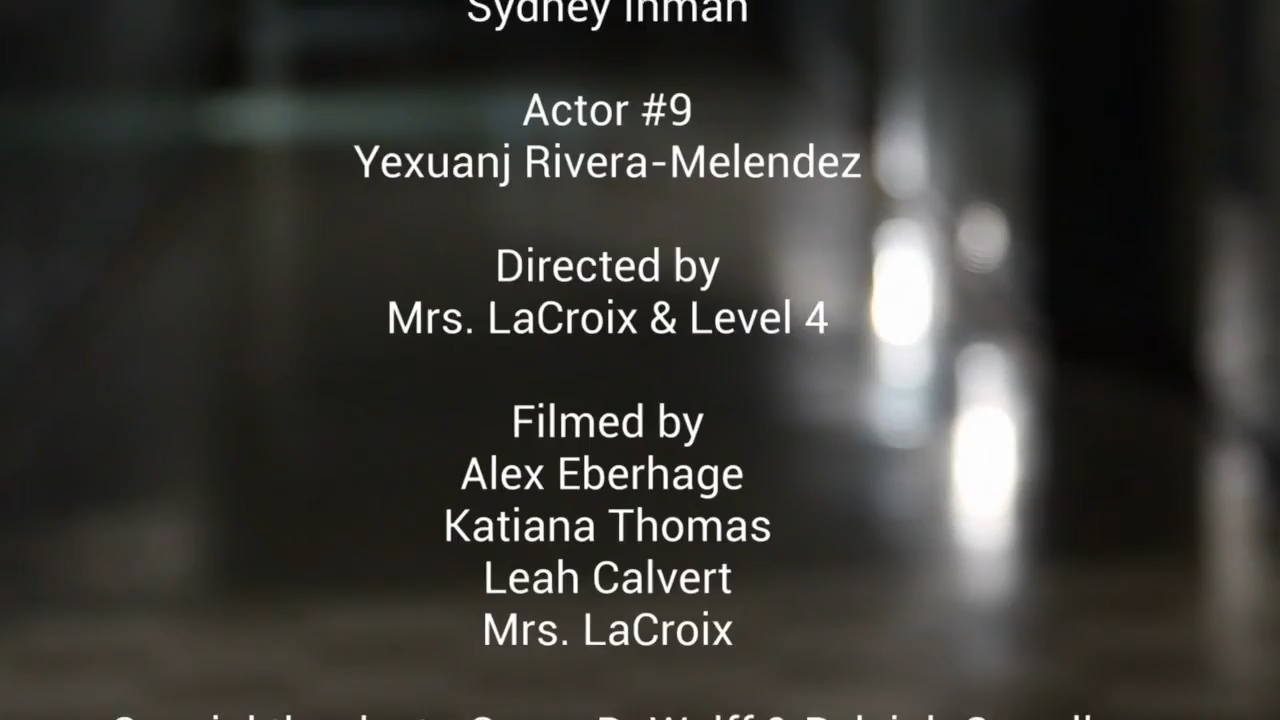 Sydney Inman
Actor #9
Yexuanj Rivera-Melendez
Directed by
Mrs. LaCroix & Level 4
Filmed by
Alex Eberhage
Katiana Thomas
Leah Calvert
Mrs. LaCroix